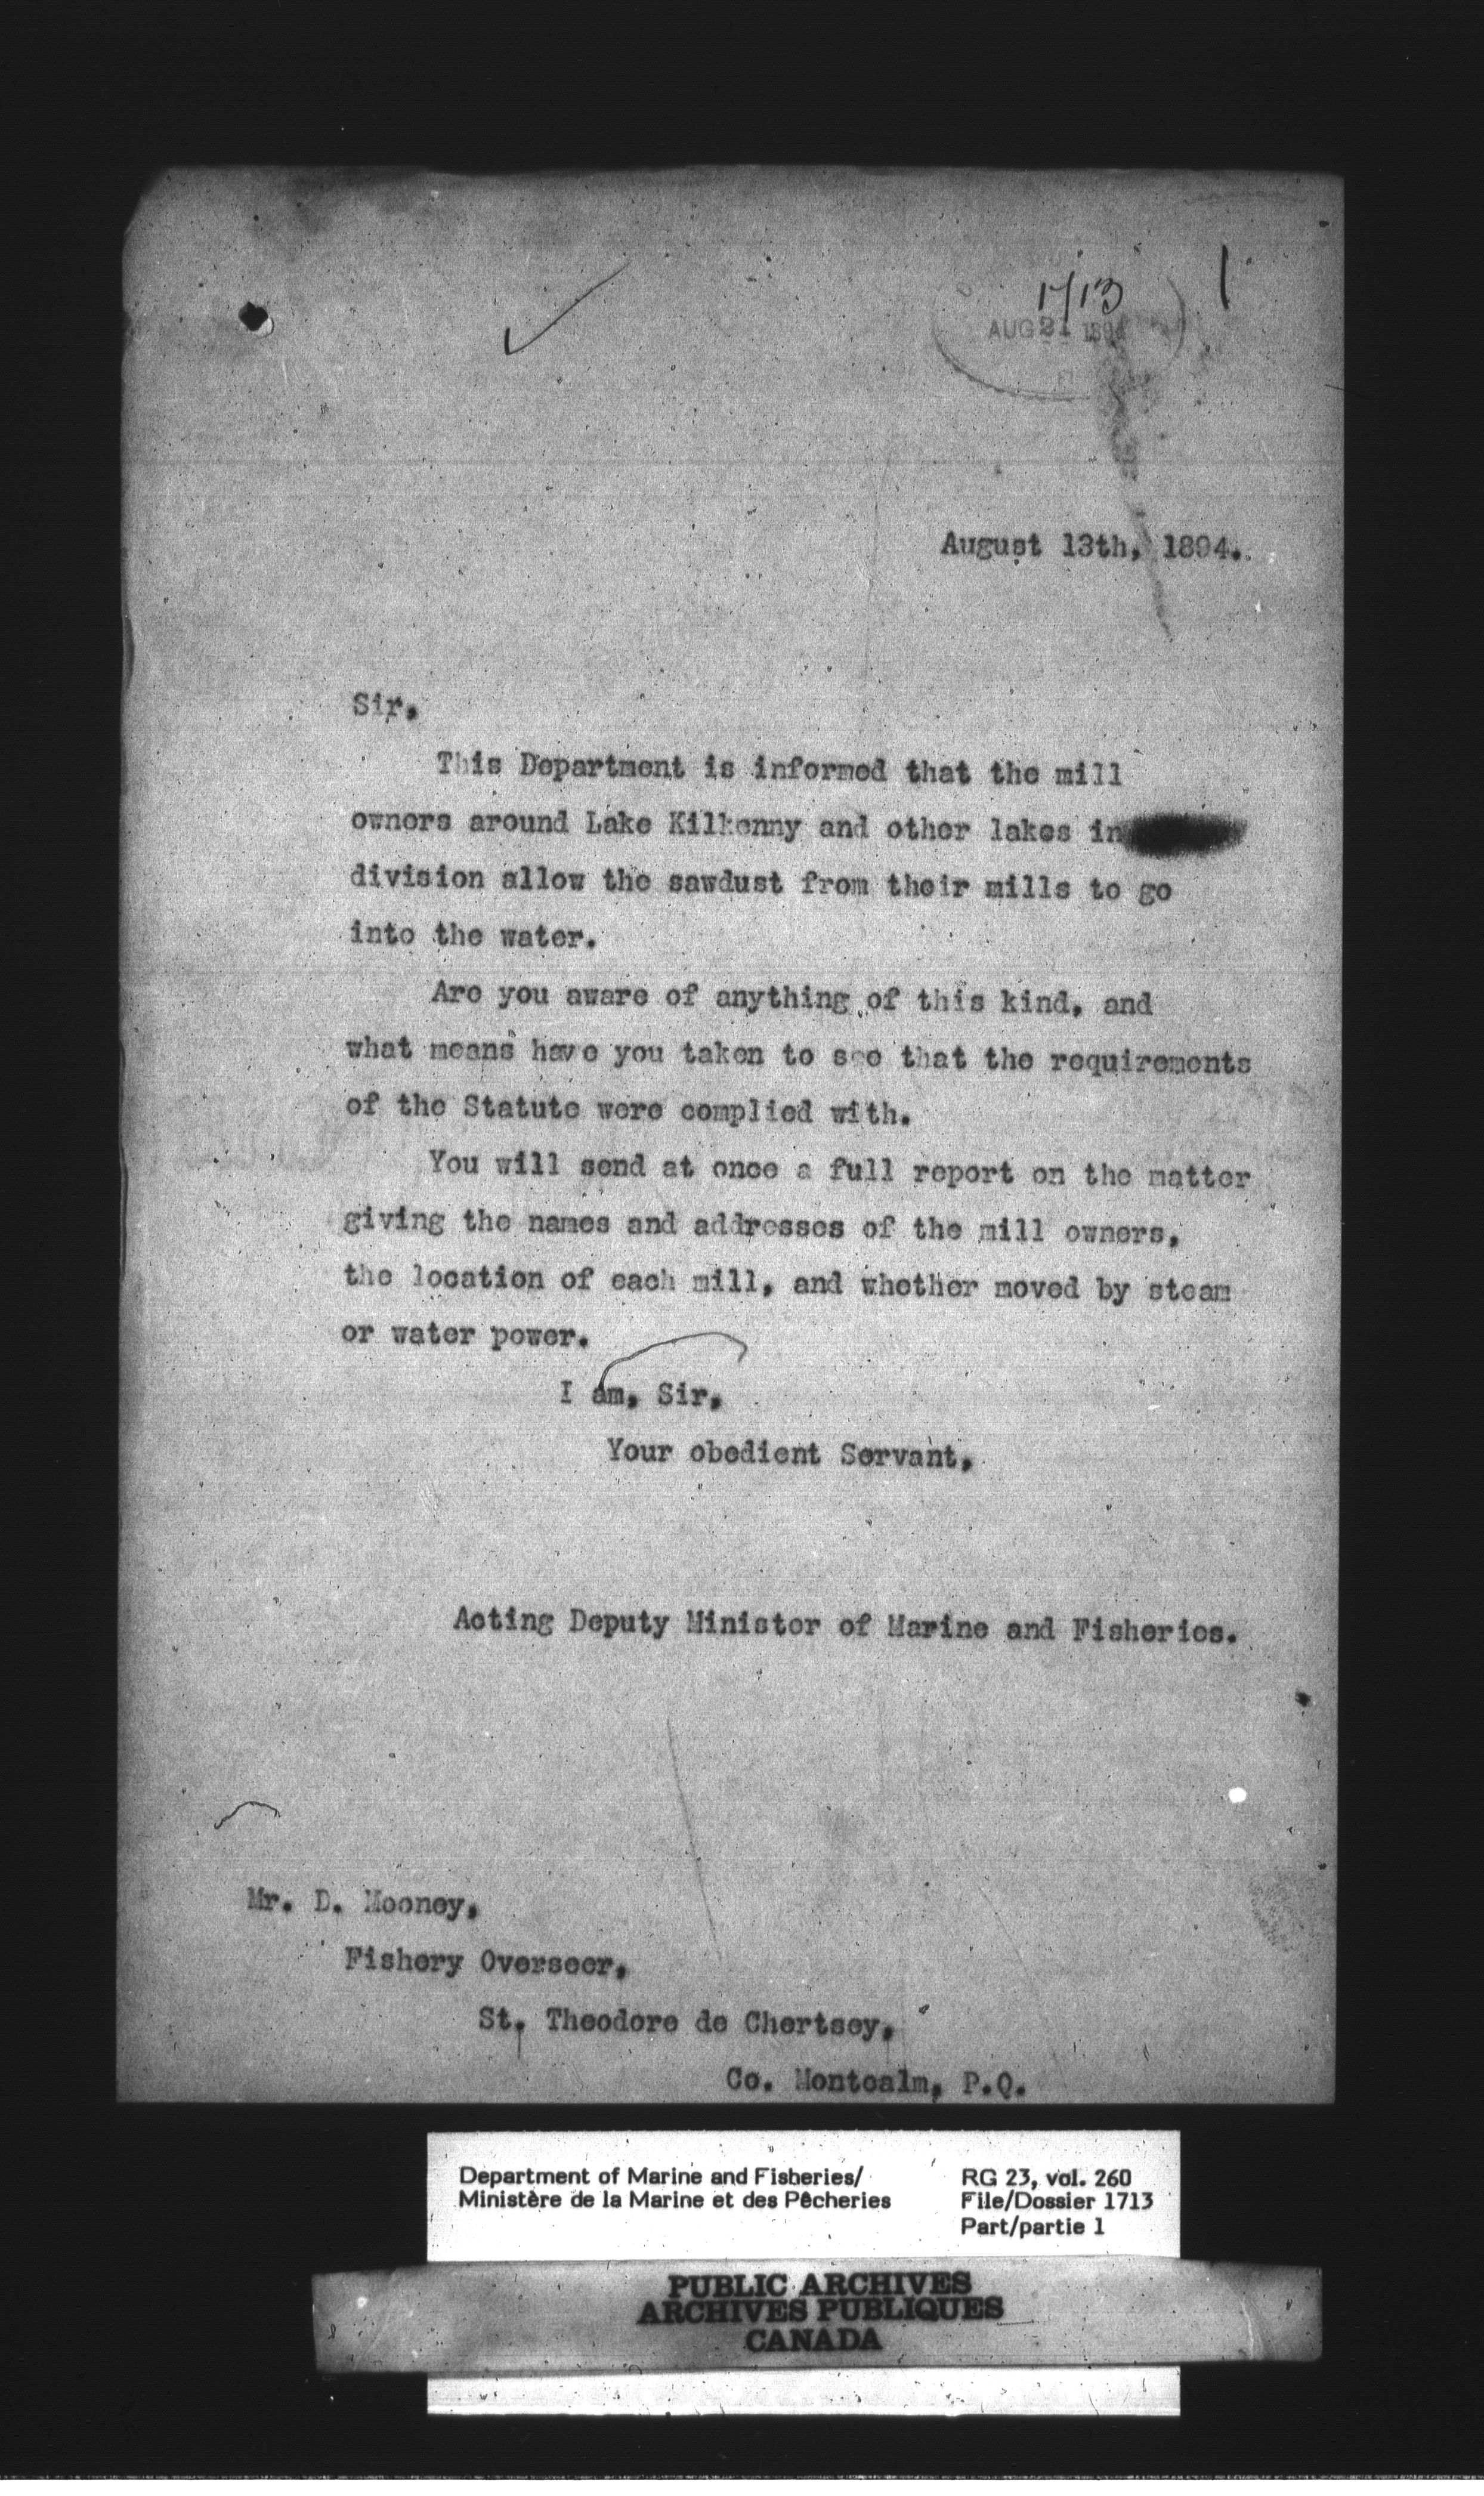 1713
1
AUG 21 1894
August 13th, 1894.
Sir,
This Department is informed that the mill
owners around Lake Kilkenny and other lakes in
division allow the sawdust from their mills to go
into the water.
Are you aware of anything of this kind, and
what means have you taken to see that the requirements
of the Statute were complied with.
You will send at once a full report on the matter
giving the names and addresses of the mill owners,
the location of each mill, and whether moved by steam
or water power.
I am, Sir,
Your obedient Servant,
Acting Deputy Minister of Marine and Fisheries.
Mr. D. Mooney,
Fishery Overseer,
St. Theodore de Chertsey,
Co. Montcalm, P.Q.
Department of Marine and Fisheries/
Ministère de la Marine et des Pêcheries
RG 23, vol. 260
File/Dossier 1713
Part/partie 1
PUBLIC ARCHIVES
ARCHIVES PUBLIQUES
CANADA